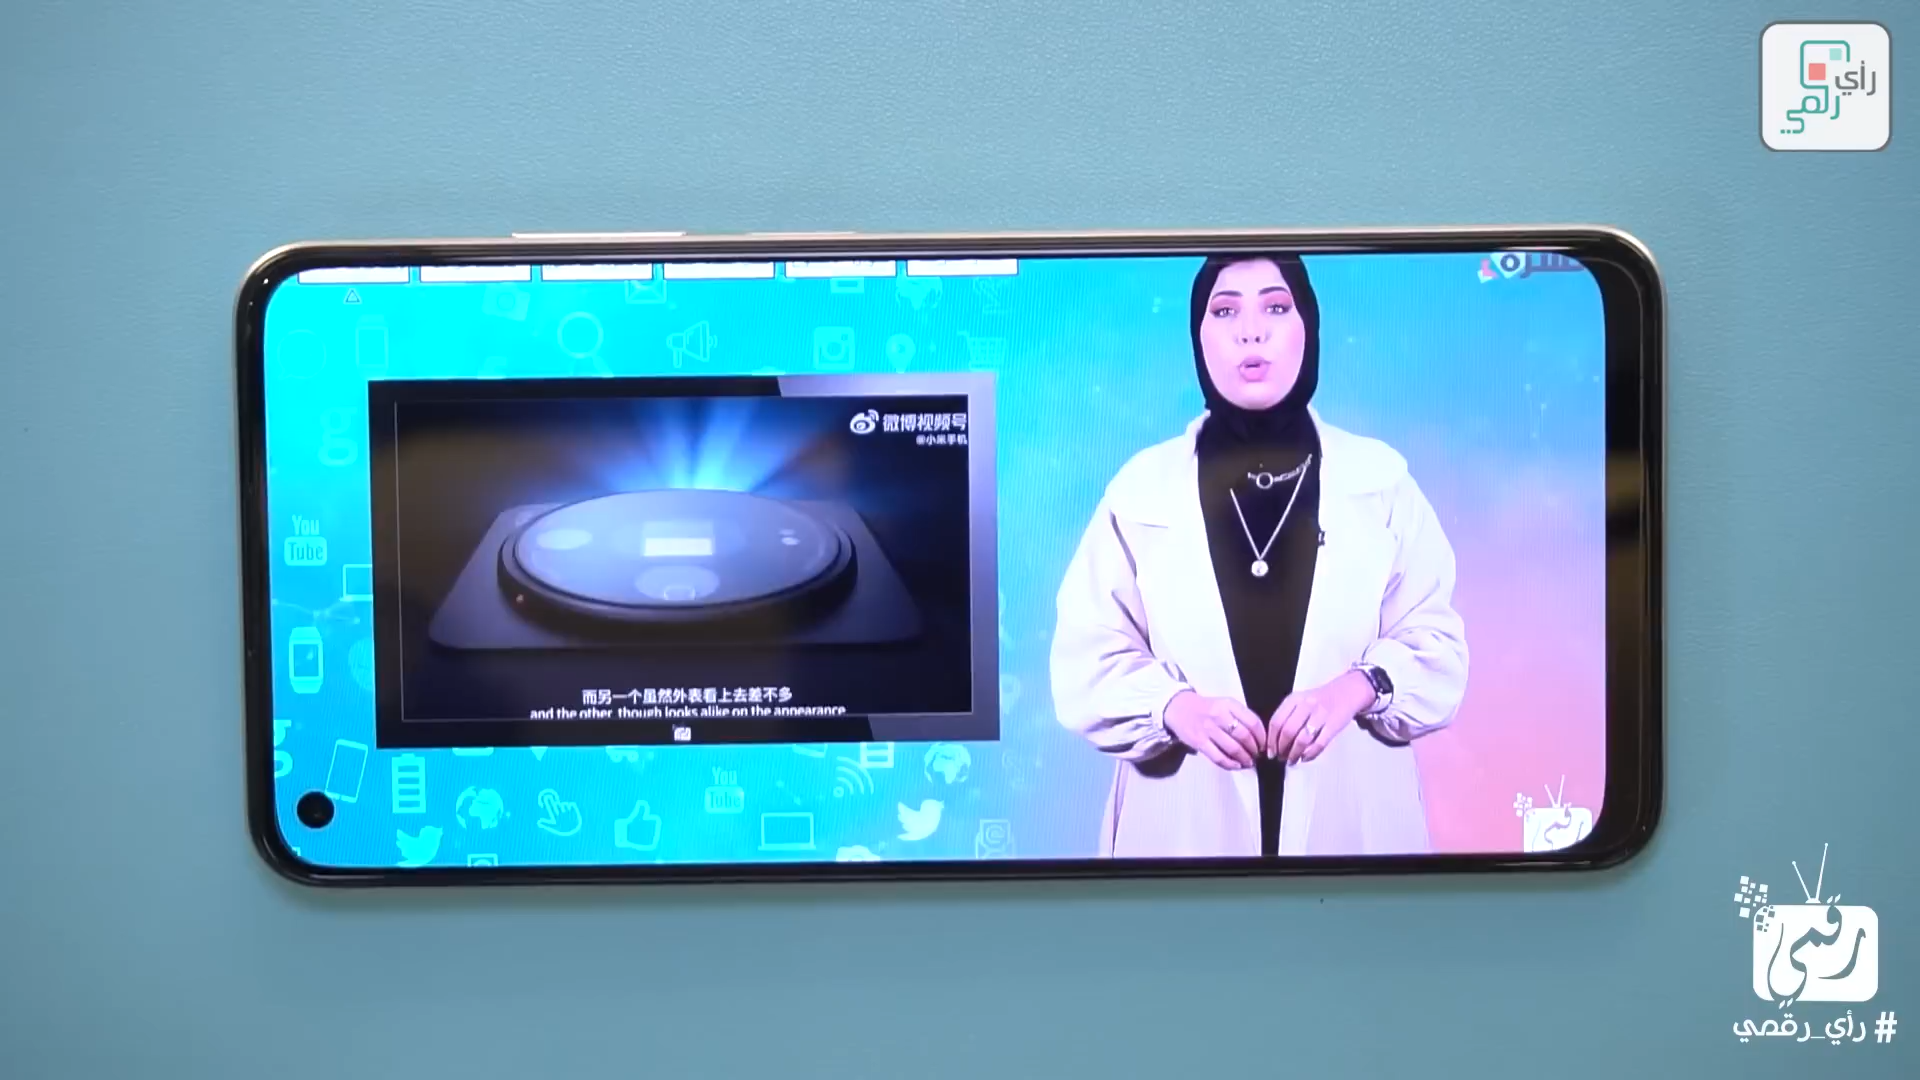 رأي
رقمي
微博视频号
@小米手机
You
Tube
而另一个虽然外表看上去差不多
and the other, though looks alike on the appearance
You
Tube
رقمي
رقمي
# رأي_رقمي